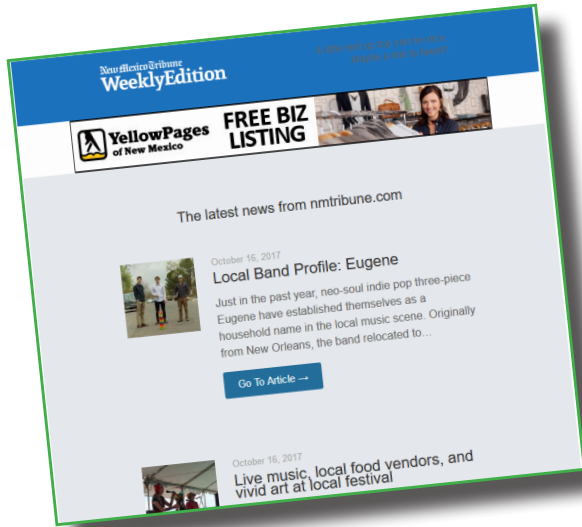 New Mexico Tribune
WeeklyEdition
YellowPages
of New Mexico
FREE BIZ
LISTING
The latest news from nmtribune.com
October 16, 2017
Local Band Profile: Eugene
Just in the past year, neo-soul indie pop three-piece
Eugene have established themselves as a
household name in the local music scene. Originally
from New Orleans, the band relocated to…
Go To Article →
October 16, 2017
Live music, local food vendors, and
vivid art at local festival